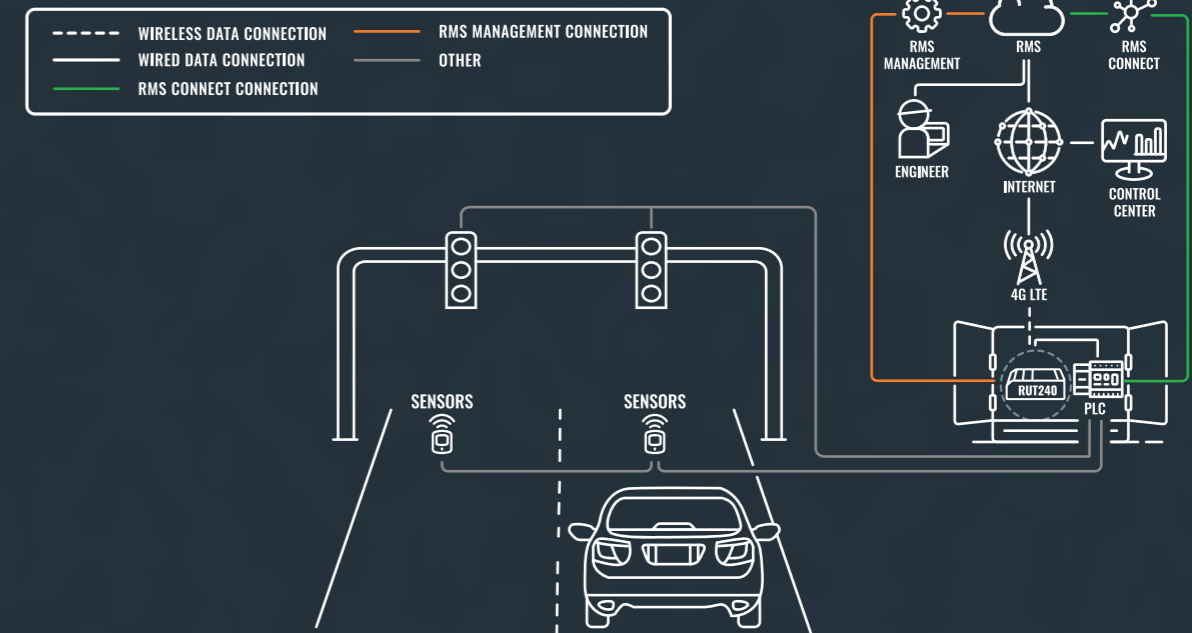 WIRELESS DATA CONNECTION
WIRED DATA CONNECTION
RMS CONNECT CONNECTION
RMS MANAGEMENT CONNECTION
OTHER
RMS
MANAGEMENT
RMS
RMS
CONNECT
ENGINEER
INTERNET
CONTROL
CENTER
4G LTE
RUT240
PLC
SENSORS
SENSORS